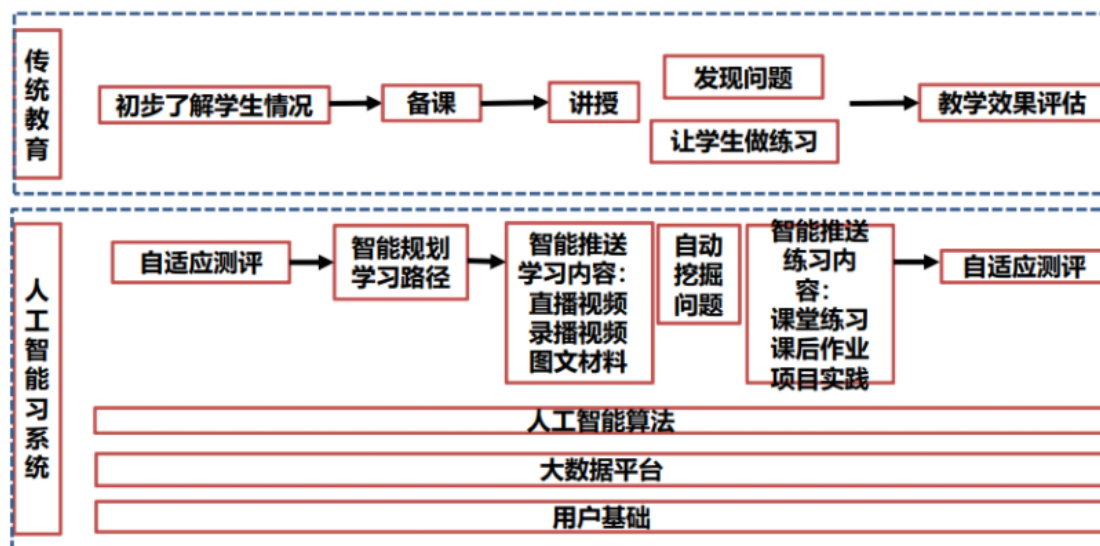 传统教育
初步了解学生情况
备课
讲授
发现问题
让学生做练习
教学效果评估
人工智能习系统
自适应测评
智能规划
学习路径
智能推送
学习内容：
直播视频
录播视频
图文材料
自动
挖掘
问题
智能推送
练习内
容：
课堂练习
课后作业
项目实践
自适应测评
人工智能算法
大数据平台
用户基础